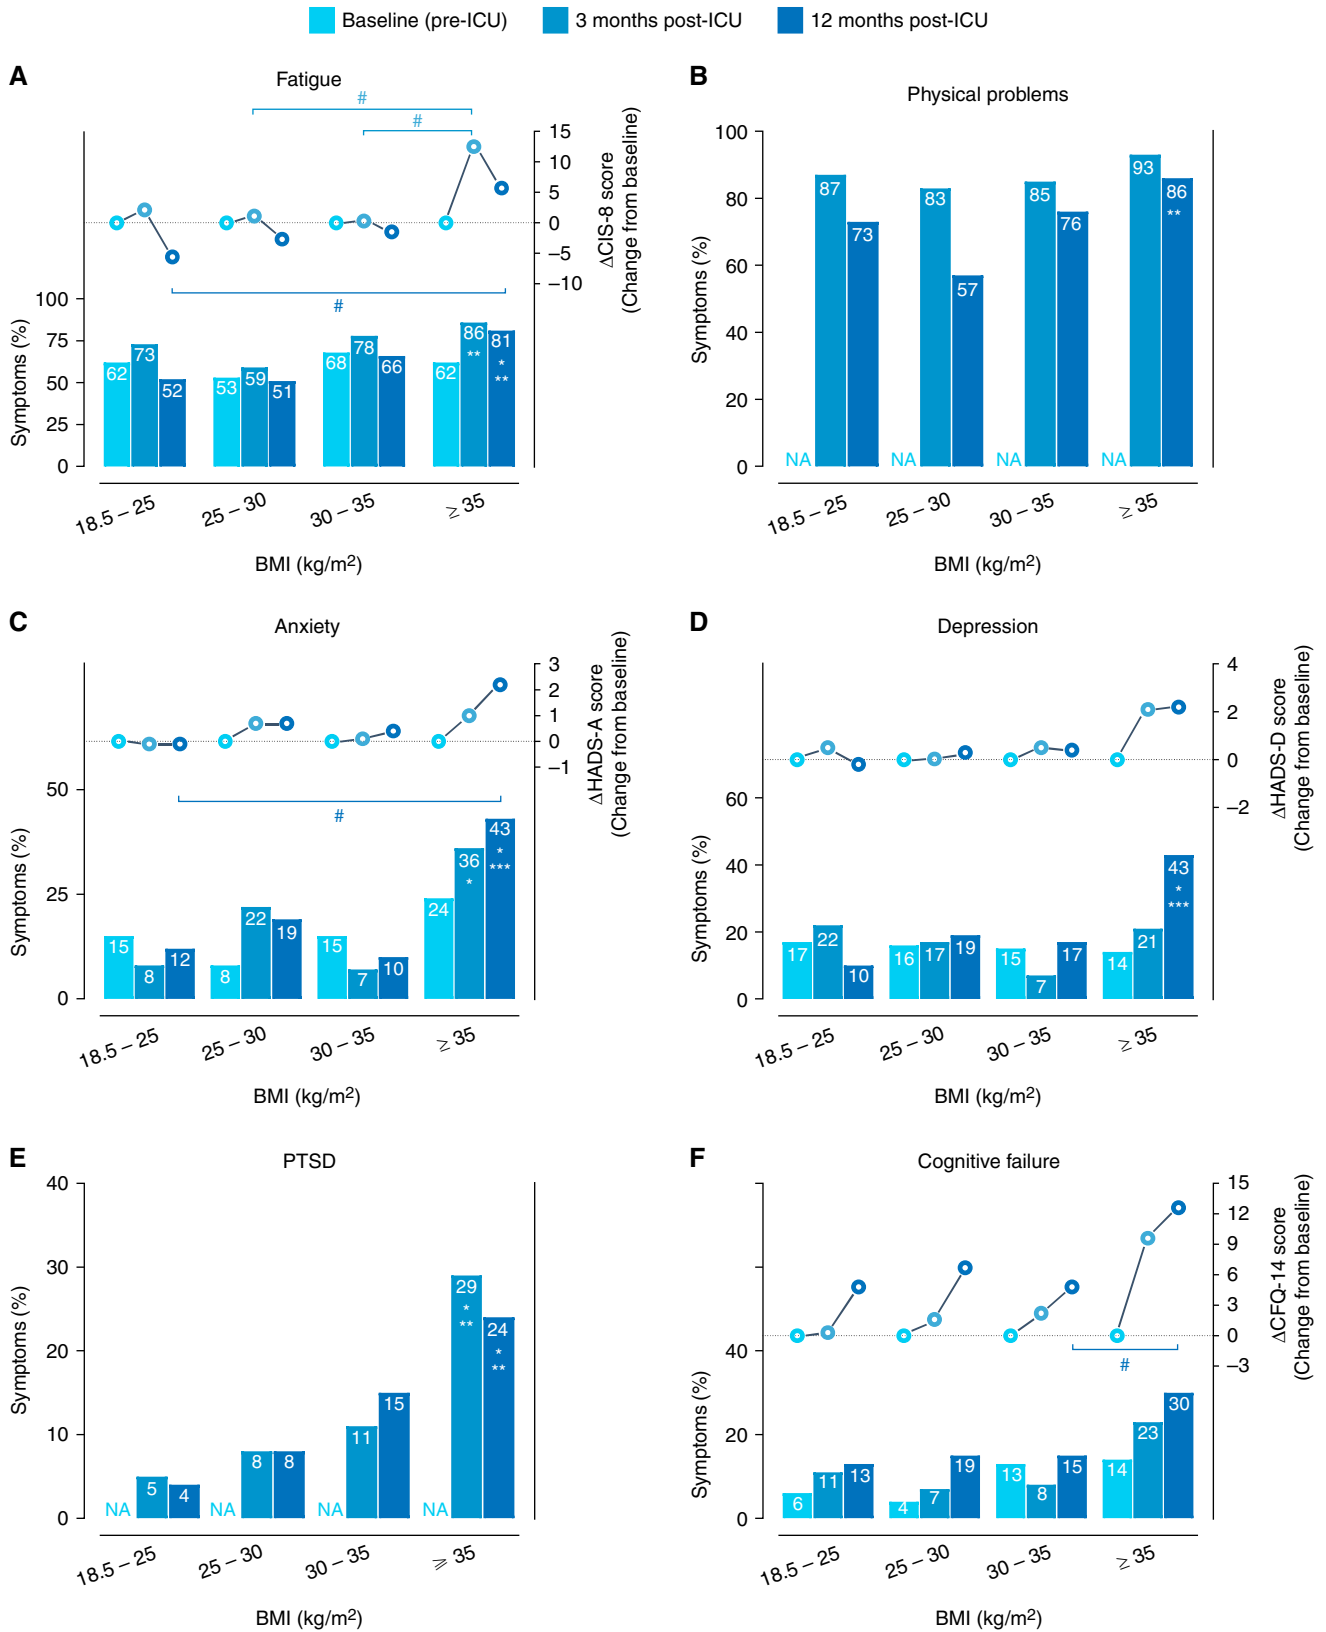 Baseline (pre-ICU) 3 months post-ICU 12 months post-ICU
A
Fatigue
#
#
15
10
5
0
−5
−10
ΔCIS-8 score
(Change from baseline)
#
100
75
50
25
0
Symptoms (%)
62 73 52
53 59 51
68 78 66
62 86 ** 81 * **
18.5 – 25 25 – 30 30 – 35 ≥ 35
BMI (kg/m²)
B
Physical problems
100
80
60
40
20
0
Symptoms (%)
NA 87 73
NA 83 57
NA 85 76
NA 93 86 **
18.5 – 25 25 – 30 30 – 35 ≥ 35
BMI (kg/m²)
C
Anxiety
3
2
1
0
−1
ΔHADS-A score
(Change from baseline)
#
50
25
0
Symptoms (%)
15 8 12
8 22 19
15 7 10
24 36 * 43 * ***
18.5 – 25 25 – 30 30 – 35 ≥ 35
BMI (kg/m²)
D
Depression
4
2
0
−2
ΔHADS-D score
(Change from baseline)
60
40
20
0
Symptoms (%)
17 22 10
16 17 19
15 7 17
14 21 43 * ***
18.5 – 25 25 – 30 30 – 35 ≥ 35
BMI (kg/m²)
E
PTSD
40
30
20
10
0
Symptoms (%)
NA 5 4
NA 8 8
NA 11 15
NA 29 * ** 24 * **
18.5 – 25 25 – 30 30 – 35 ⩾ 35
BMI (kg/m²)
F
Cognitive failure
15
12
9
6
3
0
−3
ΔCFQ-14 score
(Change from baseline)
#
40
20
0
Symptoms (%)
6 11 13
4 7 19
13 8 15
14 23 30
18.5 – 25 25 – 30 30 – 35 ≥ 35
BMI (kg/m²)